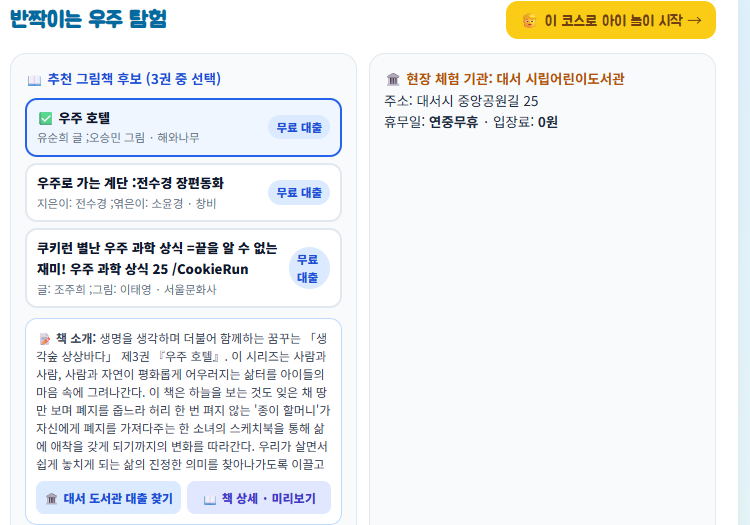 반짝이는 우주 탐험
이 코스로 아이 놀이 시작 →
추천 그림책 후보 (3권 중 선택)
우주 호텔
유순희 글 ;오승민 그림 · 해와나무
무료 대출
우주로 가는 계단 :전수경 장편동화
지은이: 전수경 ;엮은이: 소윤경 · 창비
무료 대출
쿠키런 별난 우주 과학 상식 =끝을 알 수 없는
재미! 우주 과학 상식 25 /CookieRun
글: 조주희 ;그림: 이태영 · 서울문화사
무료
대출
책 소개: 생명을 생각하며 더불어 함께하는 꿈꾸는 「생
각숲 상상바다」 제3권 『우주 호텔』. 이 시리즈는 사람과
사람, 사람과 자연이 평화롭게 어우러지는 삶터를 아이들의
마음 속에 그려나간다. 이 책은 하늘을 보는 것도 잊은 채 땅
만 보며 폐지를 줍느라 허리 한 번 펴지 않는 '종이 할머니'가
자신에게 폐지를 가져다주는 한 소녀의 스케치북을 통해 삶
에 애착을 갖게 되기까지의 변화를 따라간다. 우리가 살면서
쉽게 놓치게 되는 삶의 진정한 의미를 찾아나가도록 이끌고
대서 도서관 대출 찾기
책 상세 · 미리보기
현장 체험 기관: 대서 시립어린이도서관
주소: 대서시 중앙공원길 25
휴무일: 연중무휴 · 입장료: 0원